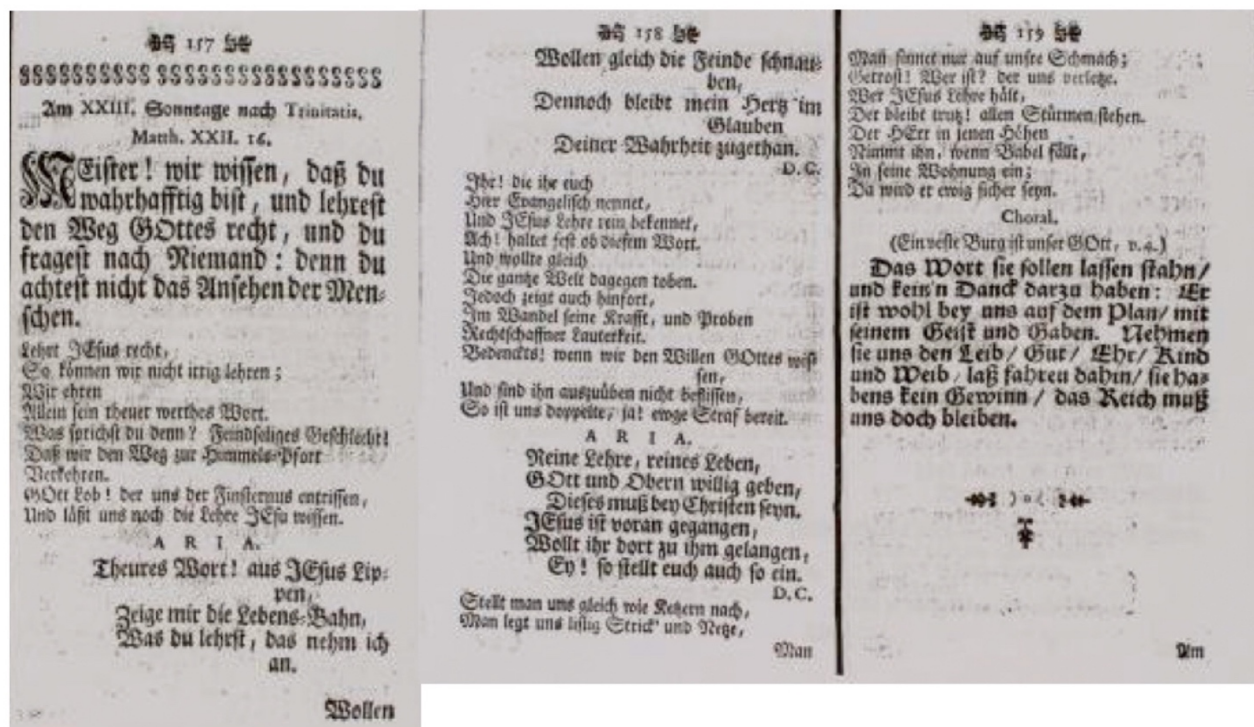 157
Am XXIII. Sonntage nach Trinitatis.
Matth. XXII. 16.
MEister! wir wissen, daß du
wahrhafftig bist, und lehrest
den Weg GOttes recht, und du
fragest nach Niemand: denn du
achtest nicht das Ansehen der Men-
schen.
Lehrt JEsus recht,
So können wir nicht irrig lehren;
Wir ehren
Allein sein theuer werthes Wort.
Was sprichst du denn? Feindseliges Geschlecht!
Daß wir den Weg zur Himmels-Pfort
Verkehren.
GOtt Lob! der uns der Finsternus entrissen,
Und läßt uns noch die Lehre JEsu wissen.
ARIA.
Theures Wort! aus JEsus Lip-
pen,
Zeige mir die Lebens-Bahn,
Was du lehrst, das nehm ich
an.
Wollen
158
Wollen gleich die Feinde schnau-
ben,
Dennoch bleibt mein Hertz im
Glauben
Deiner Wahrheit zugethan.
D. C.
Ihr! die ihr euch
Hier Evangelisch nennet,
Und JEsus Lehre rein bekennet,
Ach! haltet fest ob diesem Wort.
Und wollte gleich
Die gantze Welt dagegen toben.
Jedoch zeigt auch hinfort,
Im Wandel seine Krafft, und Proben
Rechtschaffner Lauterkeit.
Bedenckts! wenn wir den Willen GOttes wis-
sen,
Und sind ihn auszuüben nicht beflissen,
So ist uns doppelte, ja! ewge Straf bereit.
ARIA.
Reine Lehre, reines Leben,
GOtt und Obern willig geben,
Dieses muß bey Christen seyn.
JEsus ist voran gegangen,
Wollt ihr dort zu ihm gelangen,
Ey! so stellt euch auch so ein.
D. C.
Stellt man uns gleich wie Ketzern nach,
Man legt uns listig Strick' und Netze,
Man
159
Man sinnet nur auf unsre Schmach;
Getrost! Wer ist? der uns verletze.
Wer JEsus Lehre hält,
Der bleibt trutz! allen Stürmen stehen.
Der HErr in jenen Höhen
Nimmt ihn, wenn Babel fällt,
In seine Wohnung ein;
Da wird er ewig sicher seyn.
Choral.
(Ein veste Burg ist unser GOtt, v. 4.)
Das Wort sie sollen lassen stahn/
und kein'n Danck darzu haben: Er
ist wohl bey uns auf dem Plan/ mit
seinem Geist und Gaben. Nehmen
sie uns den Leib/ Gut/ Ehr/ Kind
und Weib/ laß fahren dahin/ sie ha-
bens kein Gewinn/ das Reich muß
uns doch bleiben.
Am